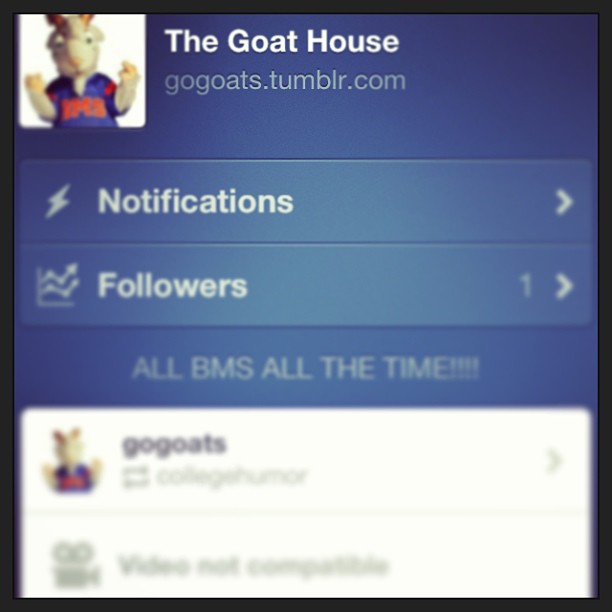 BMS
The Goat House
gogoats.tumblr.com
Notifications
Followers 1
ALL BMS ALL THE TIME!!!!
gogoats
collegehumor
Video not compatible